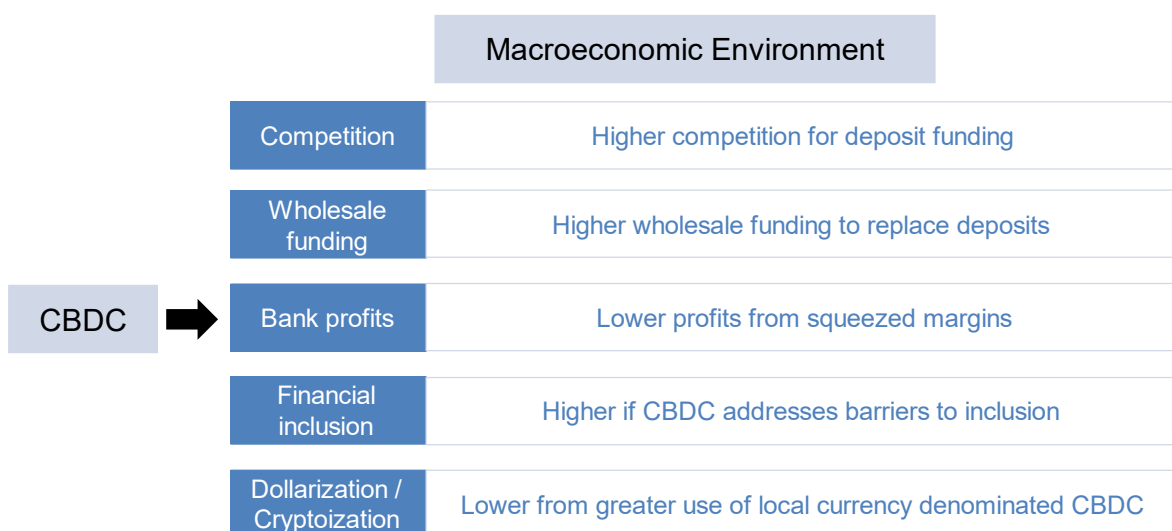 Macroeconomic Environment
Competition
Higher competition for deposit funding
Wholesale
funding
Higher wholesale funding to replace deposits
CBDC
Bank profits
Lower profits from squeezed margins
Financial
inclusion
Higher if CBDC addresses barriers to inclusion
Dollarization /
Cryptoization
Lower from greater use of local currency denominated CBDC